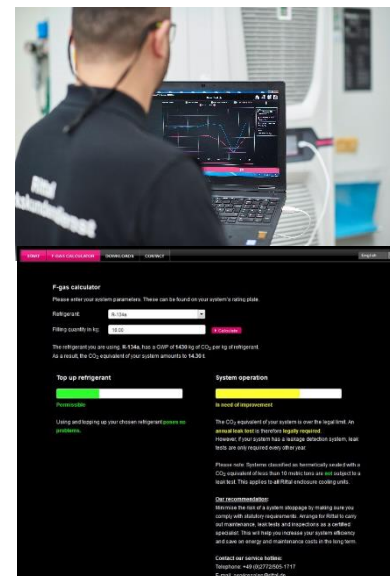 Rittal
START F-GAS CALCULATOR DOWNLOADS CONTACT English
F-gas calculator
Please enter your system parameters. These can be found on your system's rating plate.
Refrigerant: R-134a
Filling quantity in kg: 10.00 Calculate
The refrigerant you are using, R-134a, has a GWP of 1430 kg of CO₂ per kg of refrigerant.
As a result, the CO₂ equivalent of your system amounts to 14.30 t.
Top up refrigerant System operation
Permissible Is need of improvement
Using and topping up your chosen refrigerant poses no
problems.
The CO₂ equivalent of your system is over the legal limit. An
annual leak test is therefore legally required.
However, if your system has a leakage detection system, leak
tests are only required every other year.
Please note: Systems classified as hermetically sealed with a
CO₂ equivalent of less than 10 metric tons are not subject to a
leak test. This applies to all Rittal enclosure cooling units.
Our recommendation:
Minimise the risk of a system stoppage by making sure you
comply with statutory requirements. Arrange for Rittal to carry
out maintenance, leak tests and inspections as a certified
specialist. This will help you increase your system efficiency
and save on energy and maintenance costs in the long term.
Contact our service hotline:
Telephone: +49 (0)2772/505-1717